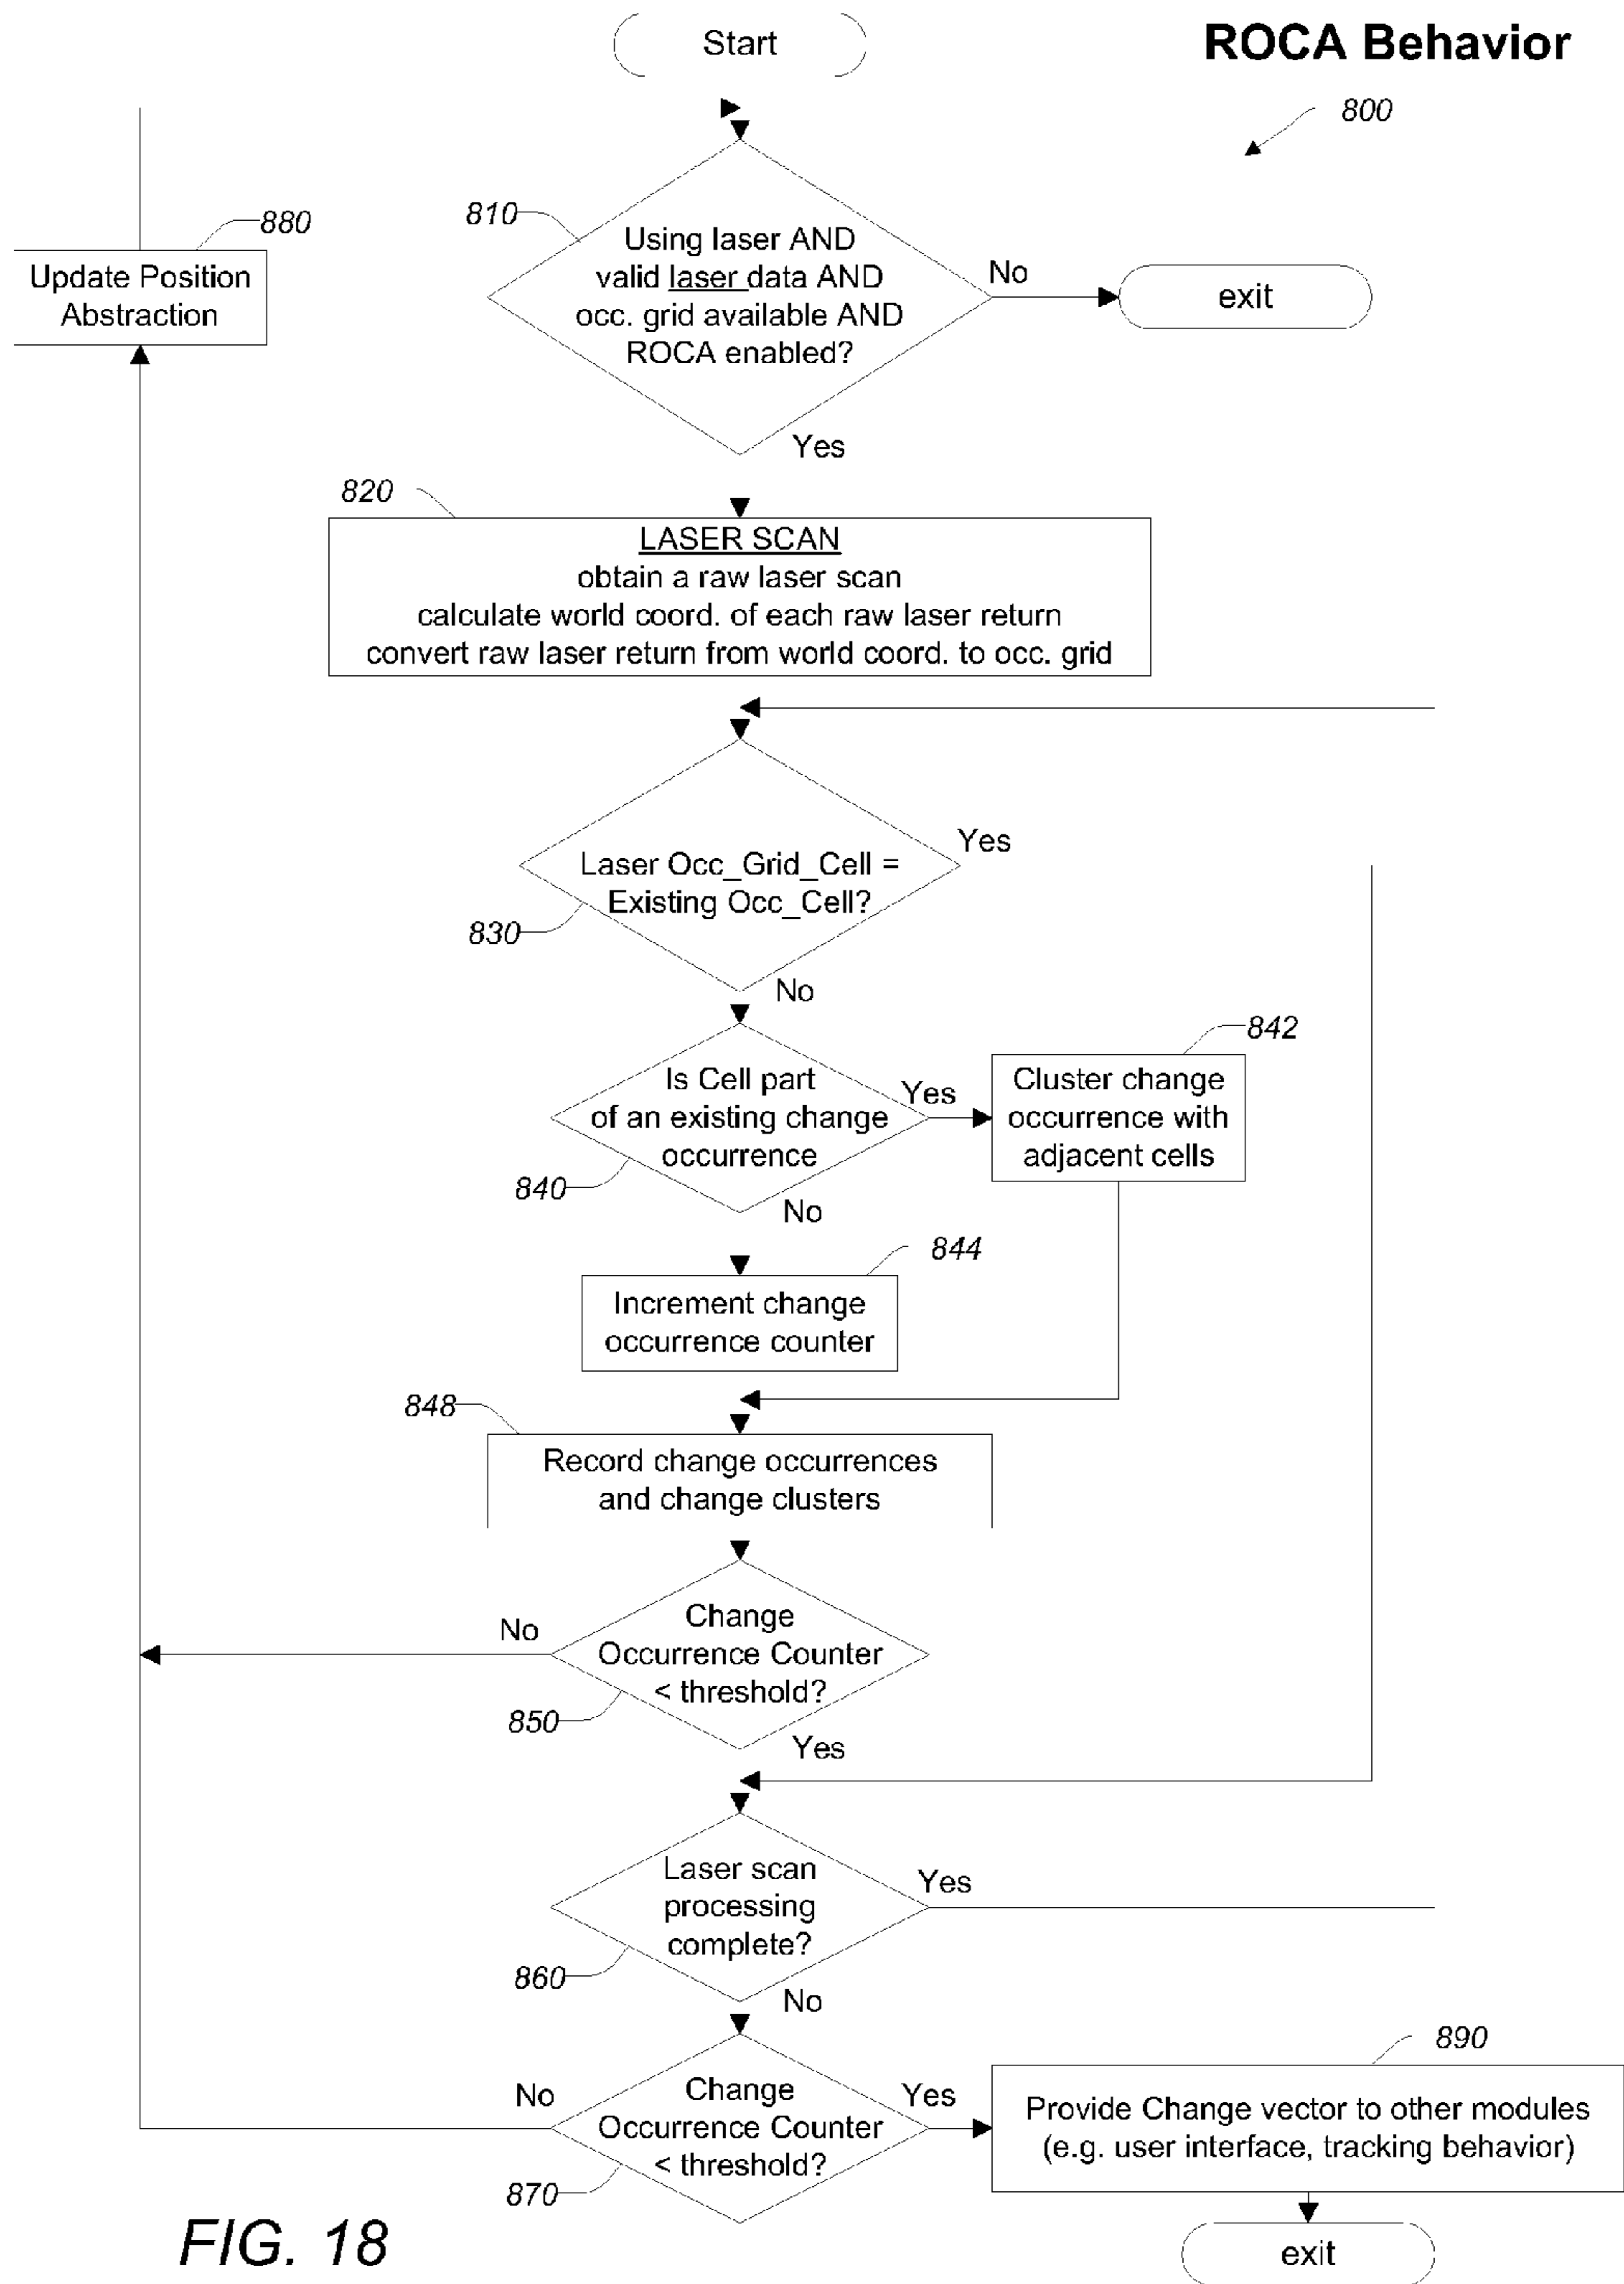 Start
ROCA Behavior
800
880
Update Position
Abstraction
810
Using laser AND
valid laser data AND
occ. grid available AND
ROCA enabled?
No
exit
Yes
820
LASER SCAN
obtain a raw laser scan
calculate world coord. of each raw laser return
convert raw laser return from world coord. to occ. grid
Laser Occ_Grid_Cell =
Existing Occ_Cell?
Yes
830
No
Is Cell part
of an existing change
occurrence
Yes
842
Cluster change
occurrence with
adjacent cells
840
No
844
Increment change
occurrence counter
848
Record change occurrences
and change clusters
Change
Occurrence Counter
< threshold?
No
850
Yes
Laser scan
processing
complete?
Yes
860
No
Change
Occurrence Counter
< threshold?
No
Yes
870
890
Provide Change vector to other modules
(e.g. user interface, tracking behavior)
exit
FIG. 18